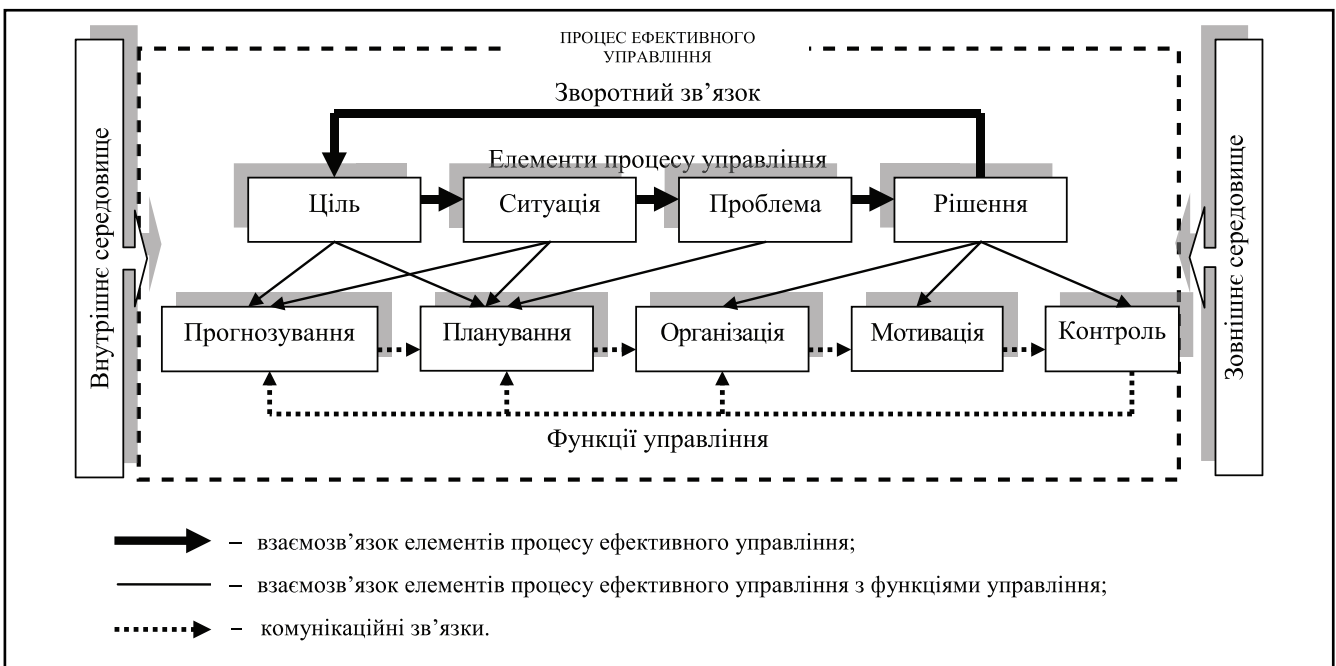 ПРОЦЕС ЕФЕКТИВНОГО
УПРАВЛІННЯ
Зворотний зв’язок
Елементи процесу управління
Внутрішнє середовище
Ціль
Ситуація
Проблема
Рішення
Зовнішнє середовище
Прогнозування
Планування
Організація
Мотивація
Контроль
Функції управління
– взаємозв’язок елементів процесу ефективного управління;
– взаємозв’язок елементів процесу ефективного управління з функціями управління;
– комунікаційні зв’язки.